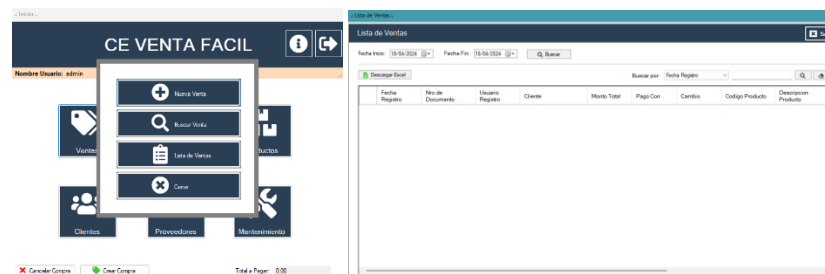 .: Inicio :.
CE VENTA FACIL
Nombre Usuario: admin
Nueva Venta
Buscar Venta
Lista de Ventas
Cerrar
Ventas
Clientes
Proveedores
Mantenimiento
Cancelar Compra
Crear Compra
Total a Pagar:
0.00
.: Lista de Ventas :.
Lista de Ventas
Fecha Inicio:
18/04/2024
Fecha Fin:
18/04/2024
Buscar
Descargar Excel
Buscar por:
Fecha Registro
Fecha Registro
Nro de Documento
Usuario Registro
Cliente
Monto Total
Pago Con
Cambio
Codigo Producto
Descripcion Producto